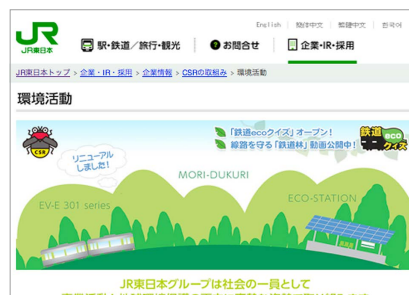 English 簡体中文 繁體中文 한국어
JR
JR東日本
駅・鉄道／旅行・観光 お問合せ 企業・IR・採用
JR東日本トップ > 企業・IR・採用 > 企業情報 > CSRの取組み > 環境活動
環境活動
「鉄道ecoクイズ」オープン！
線路を守る「鉄道林」動画公開中！
鉄道ecoクイズ
CSR
リニューアル
しました！
MORI-DUKURI
EV-E 301 series
ECO-STATION
JR東日本グループは社会の一員として